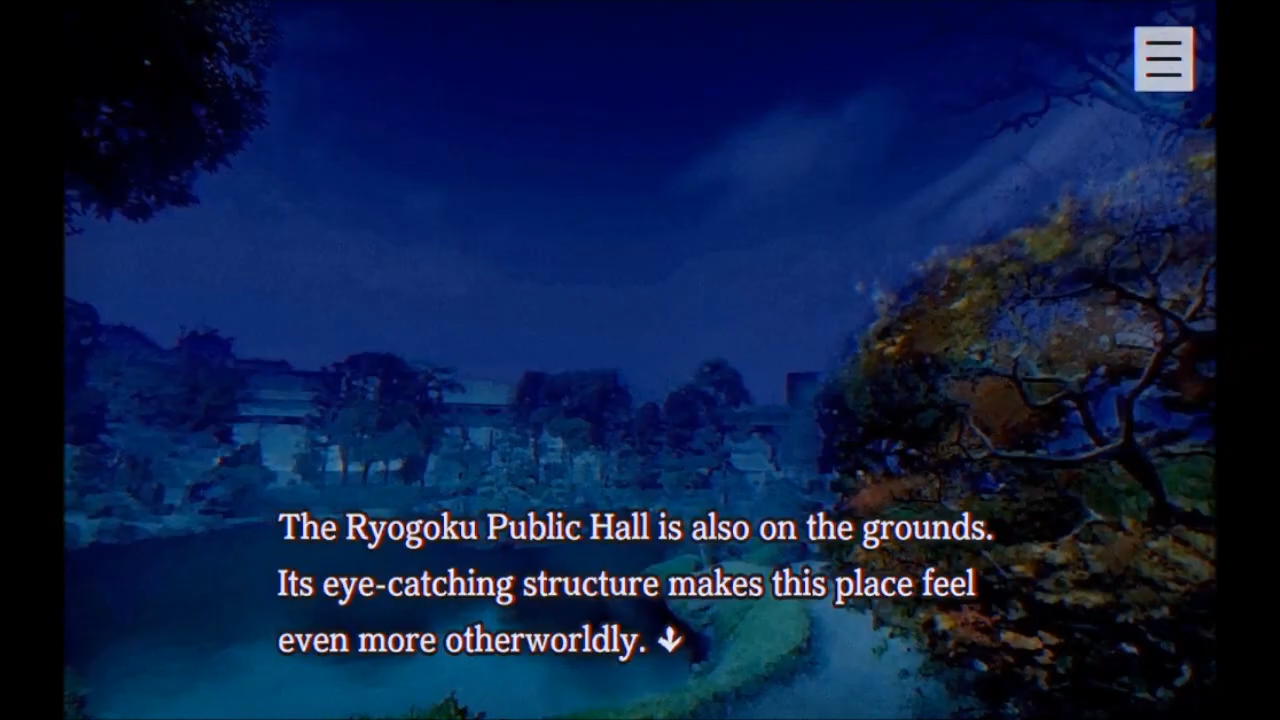 The Ryogoku Public Hall is also on the grounds.
Its eye-catching structure makes this place feel
even more otherworldly.